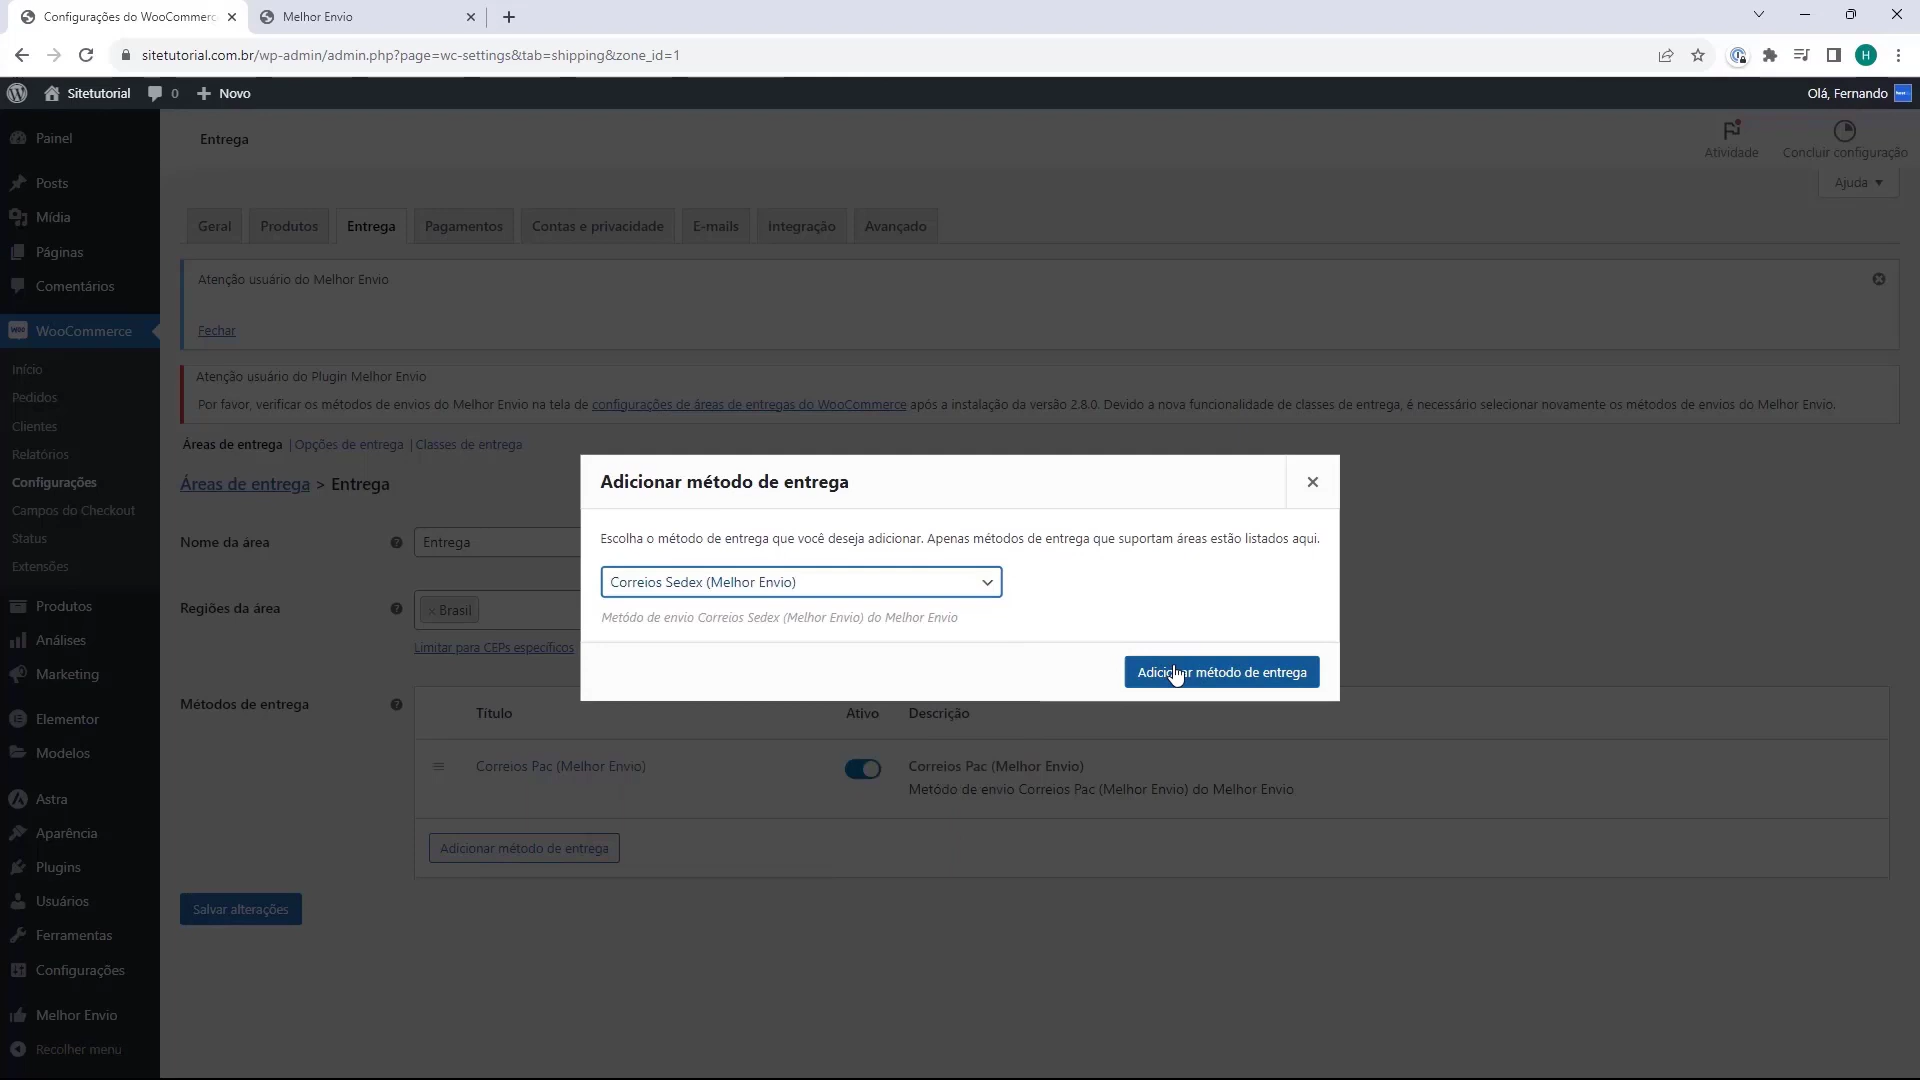 Configurações do WooCommerc
Melhor Envio
sitetutorial.com.br/wp-admin/admin.php?page=wc-settings&tab=shipping&zone_id=1
H
Sitetutorial
0
Novo
Olá, Fernando
Painel
Posts
Mídia
Páginas
Comentários
WooCommerce
Início
Pedidos
Clientes
Relatórios
Configurações
Campos do Checkout
Status
Extensões
Produtos
Análises
Marketing
Elementor
Modelos
Astra
Aparência
Plugins
Usuários
Ferramentas
Configurações
Melhor Envio
Recolher menu
Entrega
Atividade
Concluir configuração
Ajuda
Geral
Produtos
Entrega
Pagamentos
Contas e privacidade
E-mails
Integração
Avançado
Atenção usuário do Melhor Envio
Fechar
Atenção usuário do Plugin Melhor Envio
Por favor, verificar os métodos de envios do Melhor Envio na tela de configurações de áreas de entregas do WooCommerce após a instalação da versão 2.8.0. Devido a nova funcionalidade de classes de entrega, é necessário selecionar novamente os métodos de envios do Melhor Envio.
Áreas de entrega | Opções de entrega | Classes de entrega
Áreas de entrega > Entrega
Nome da área
Entrega
Regiões da área
× Brasil
Limitar para CEPs específicos
Adicionar método de entrega
Escolha o método de entrega que você deseja adicionar. Apenas métodos de entrega que suportam áreas estão listados aqui.
Correios Sedex (Melhor Envio)
Metódo de envio Correios Sedex (Melhor Envio) do Melhor Envio
Adicionar método de entrega
Métodos de entrega
Título
Ativo
Descrição
Correios Pac (Melhor Envio)
Correios Pac (Melhor Envio)
Metódo de envio Correios Pac (Melhor Envio) do Melhor Envio
Adicionar método de entrega
Salvar alterações